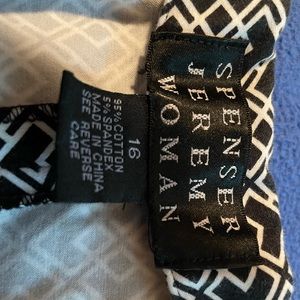 SPENSER
JEREMY
WOMAN
16
95% COTTON
5% SPANDEX
MADE IN CHINA
SEE REVERSE
CARE